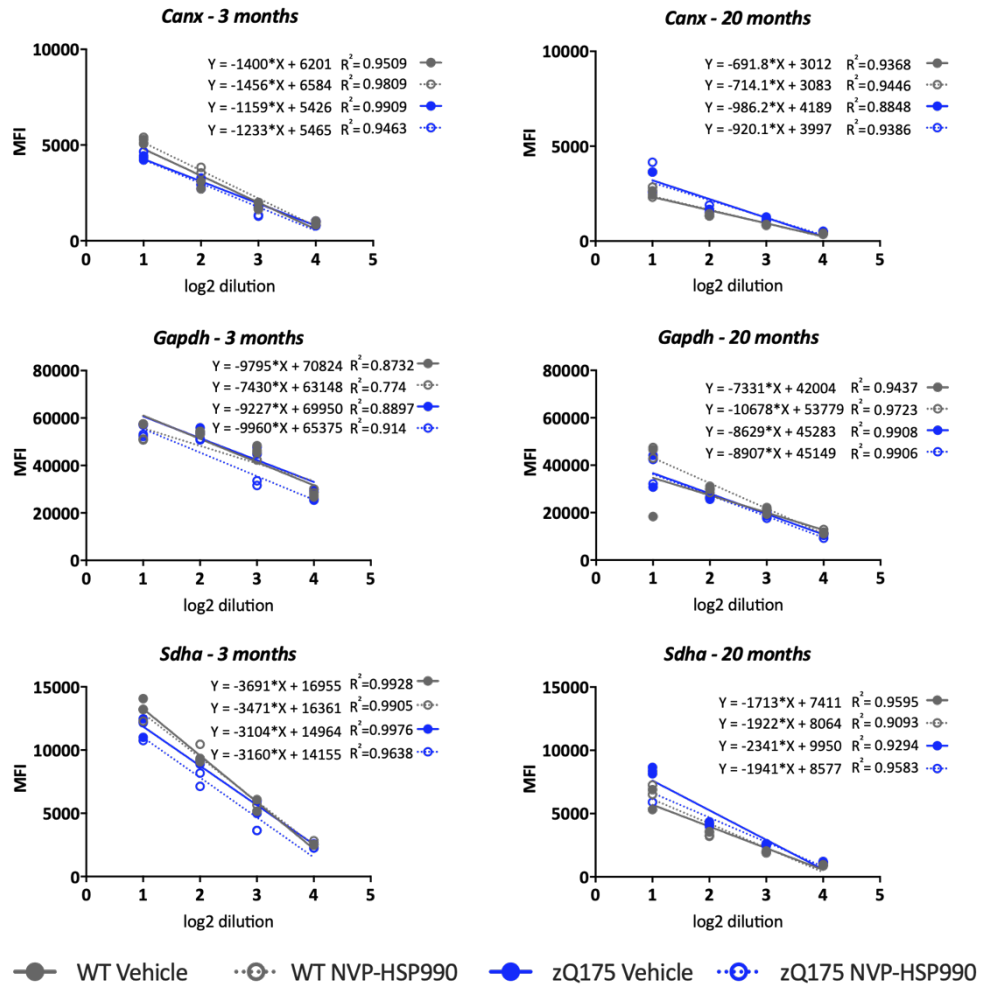 Canx - 3 months
10000
5000
0
MFI
Y = -1400*X + 6201 R²=0.9509
Y = -1456*X + 6584 R²=0.9809
Y = -1159*X + 5426 R²=0.9909
Y = -1233*X + 5465 R²=0.9463
0 1 2 3 4 5
log2 dilution
Canx - 20 months
10000
5000
0
MFI
Y = -691.8*X + 3012 R²=0.9368
Y = -714.1*X + 3083 R²=0.9446
Y = -986.2*X + 4189 R²=0.8848
Y = -920.1*X + 3997 R²=0.9386
0 1 2 3 4 5
log2 dilution
Gapdh - 3 months
80000
60000
40000
20000
0
MFI
Y = -9795*X + 70824 R²=0.8732
Y = -7430*X + 63148 R²=0.774
Y = -9227*X + 69950 R²=0.8897
Y = -9960*X + 65375 R²=0.914
0 1 2 3 4 5
log2 dilution
Gapdh - 20 months
80000
60000
40000
20000
0
MFI
Y = -7331*X + 42004 R²=0.9437
Y = -10678*X + 53779 R²=0.9723
Y = -8629*X + 45283 R²=0.9908
Y = -8907*X + 45149 R²=0.9906
0 1 2 3 4 5
log2 dilution
Sdha - 3 months
15000
10000
5000
0
MFI
Y = -3691*X + 16955 R²=0.9928
Y = -3471*X + 16361 R²=0.9905
Y = -3104*X + 14964 R²=0.9976
Y = -3160*X + 14155 R²=0.9638
0 1 2 3 4 5
log2 dilution
Sdha - 20 months
15000
10000
5000
0
MFI
Y = -1713*X + 7411 R²=0.9595
Y = -1922*X + 8064 R²=0.9093
Y = -2341*X + 9950 R²=0.9294
Y = -1941*X + 8577 R²=0.9583
0 1 2 3 4 5
log2 dilution
WT Vehicle WT NVP-HSP990 zQ175 Vehicle zQ175 NVP-HSP990